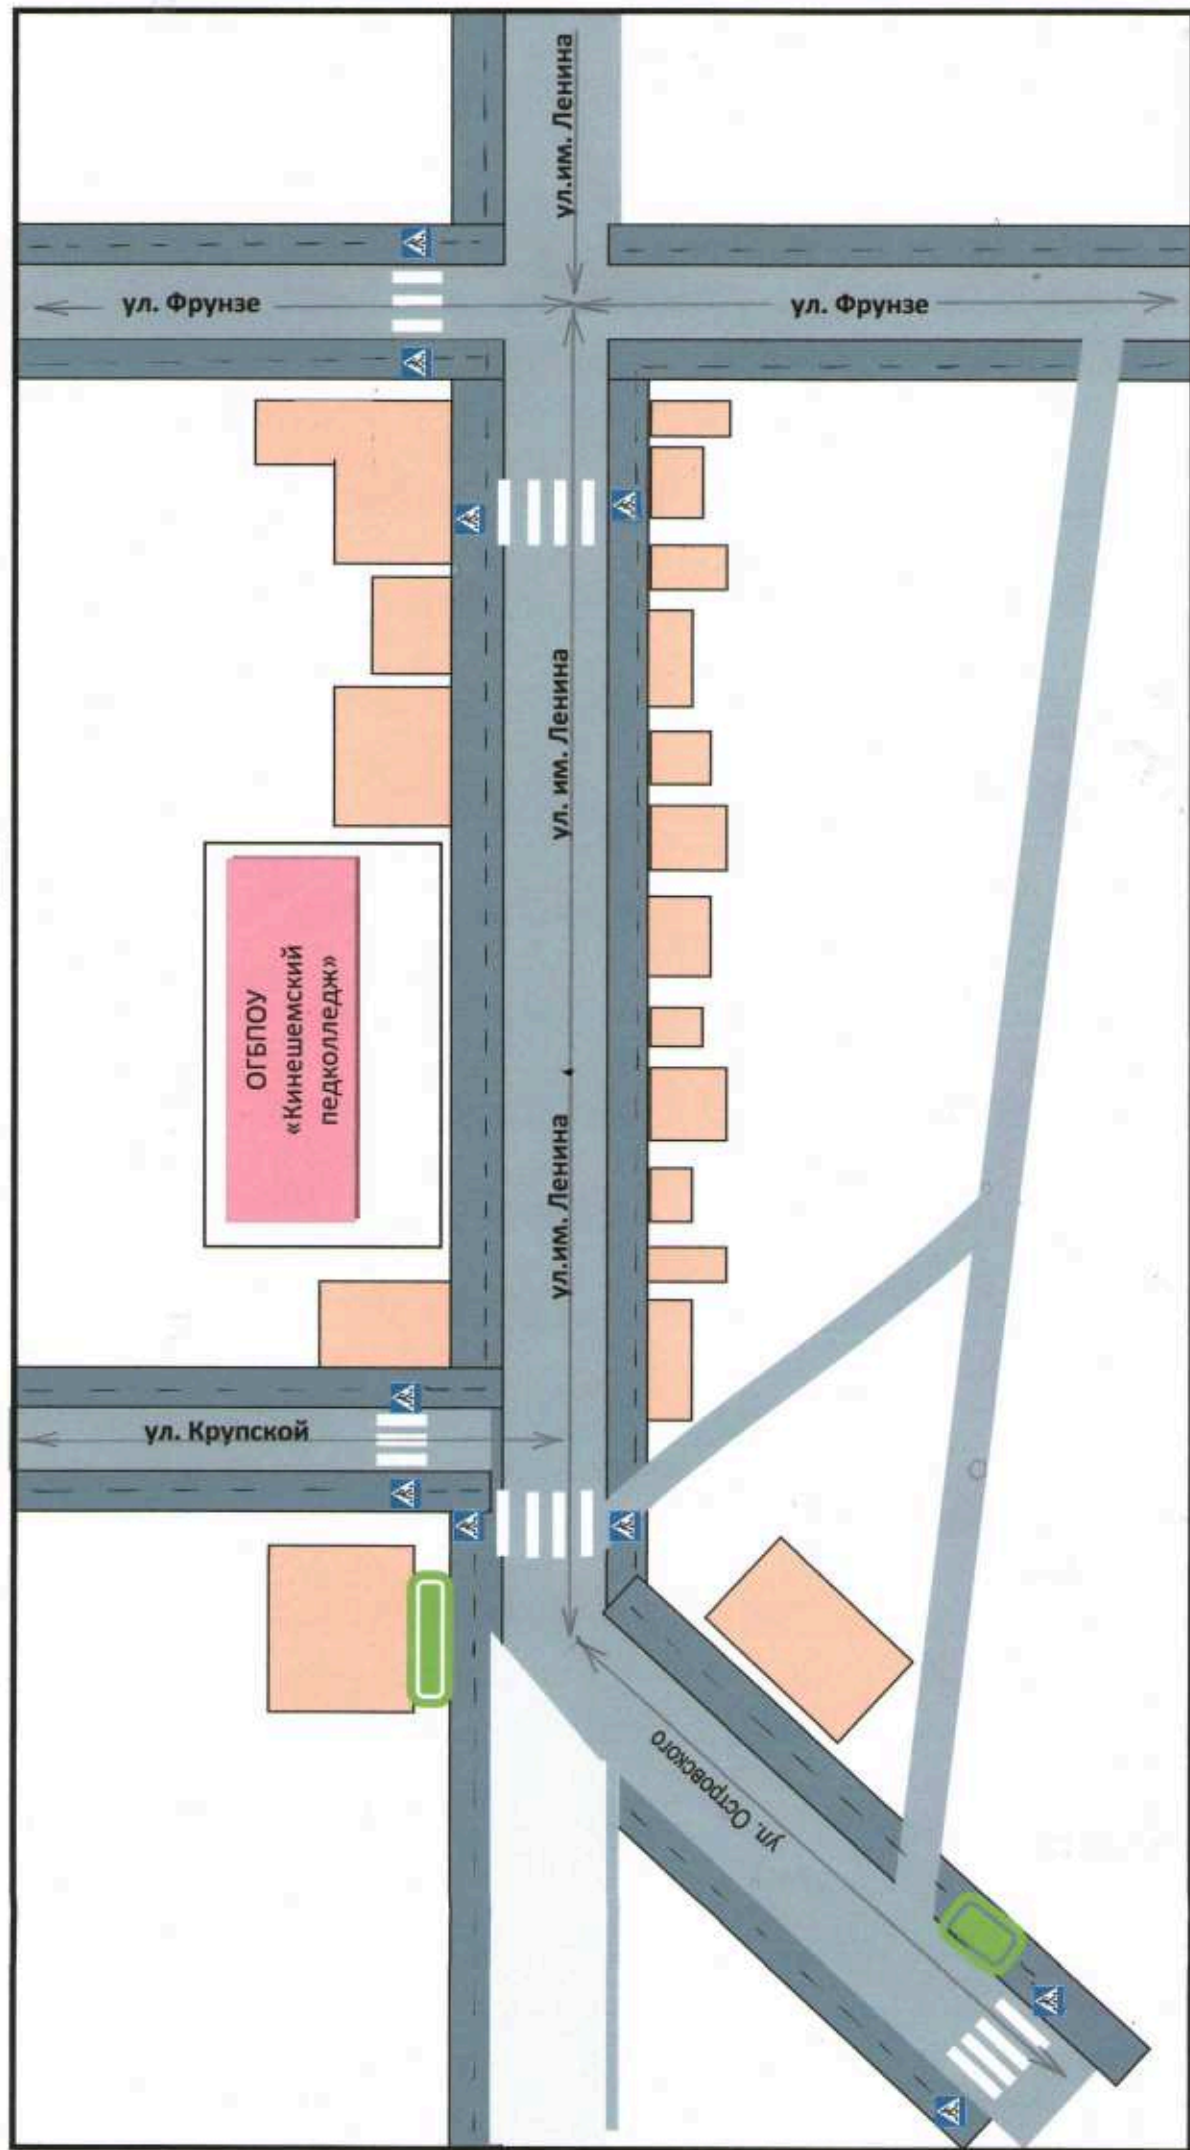 ул.им. Ленина
ул. Фрунзе
ул. Фрунзе
ул. им. Ленина
ОГБПОУ
«Кинешемский
педколледж»
ул.им. Ленина
ул. Крупской
ул. Островского